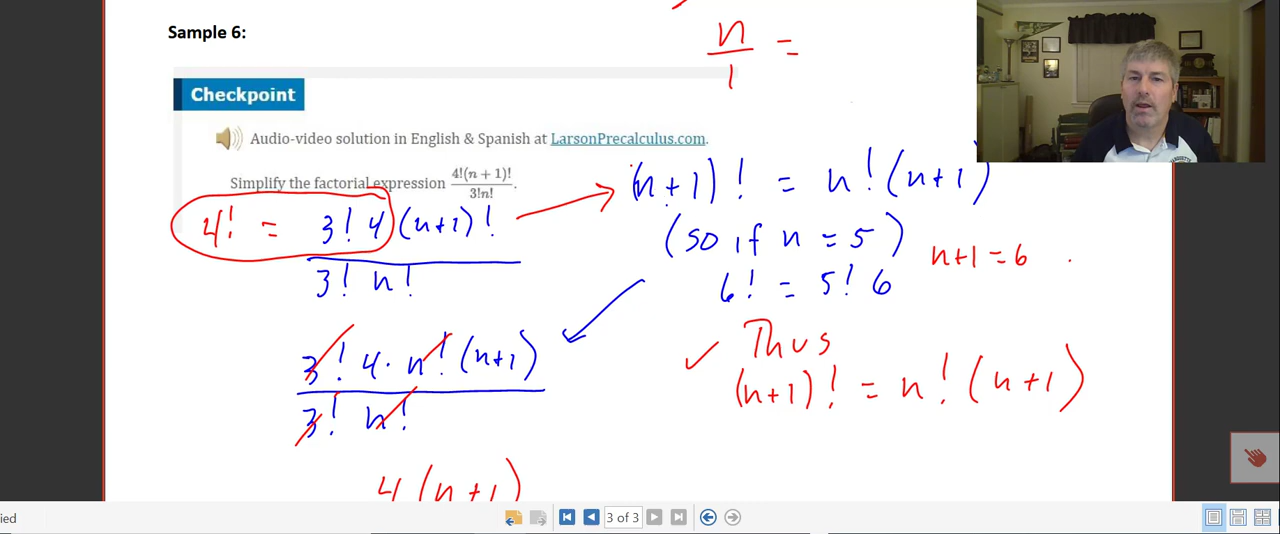 n
— =
1
Sample 6:
Checkpoint
Audio-video solution in English & Spanish at LarsonPrecalculus.com.
Simplify the factorial expression 4!(n + 1)! / 3!n! .
4! = 3! 4 (n+1)!
3! n!
(n+1)! = n! (n+1)
(so if n = 5)
n+1 = 6
6! = 5! 6
3! 4 · n! (n+1)
3! n!
✓ Thus
(n+1)! = n! (n+1)
4 (n+1)
ied
3 of 3